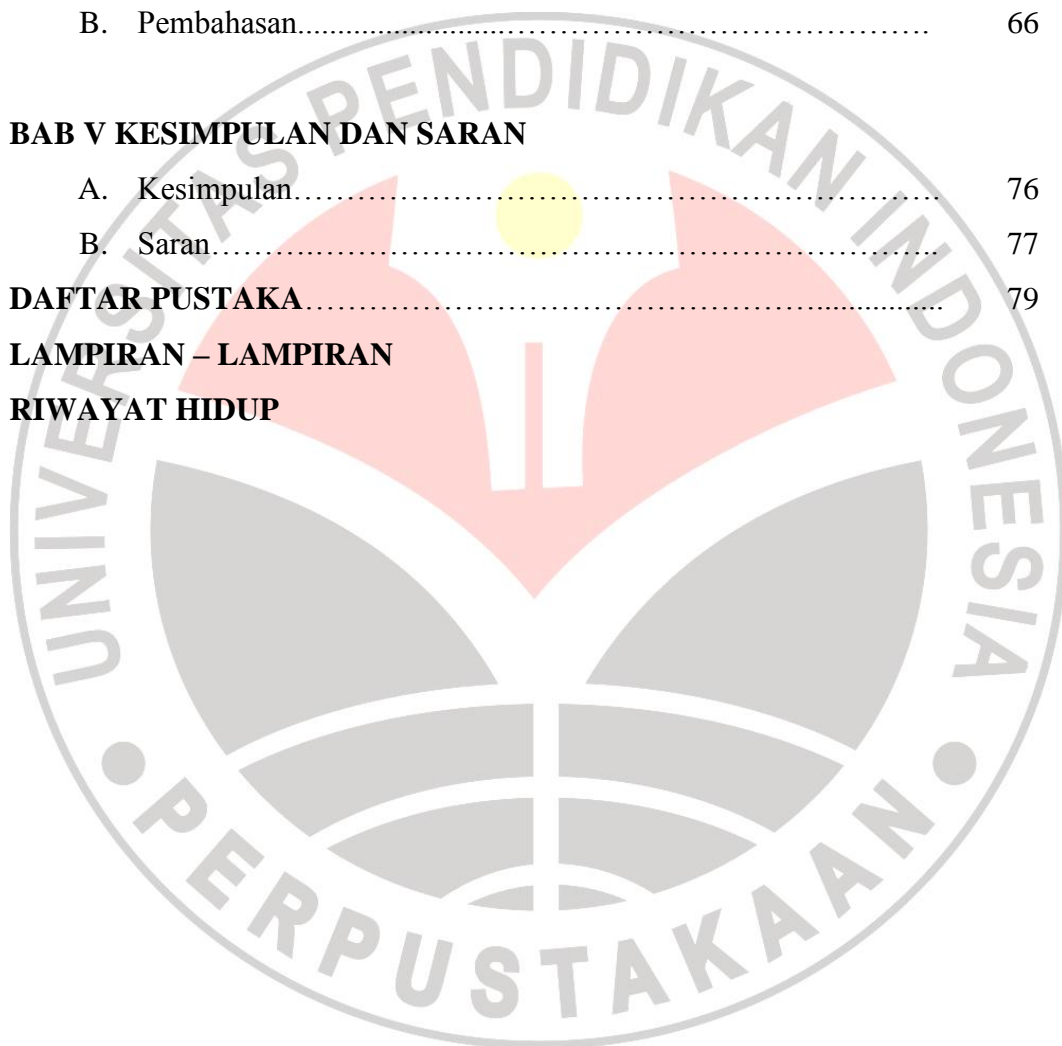 B. Pembahasan............................……………………………………. 66
BAB V KESIMPULAN DAN SARAN
A. Kesimpulan……………………………………………………. 76
B. Saran…………………………………………………………….. 77
DAFTAR PUSTAKA……………………………………………................ 79
LAMPIRAN – LAMPIRAN
RIWAYAT HIDUP
UNIVERSITAS PENDIDIKAN INDONESIA
PERPUSTAKAAN